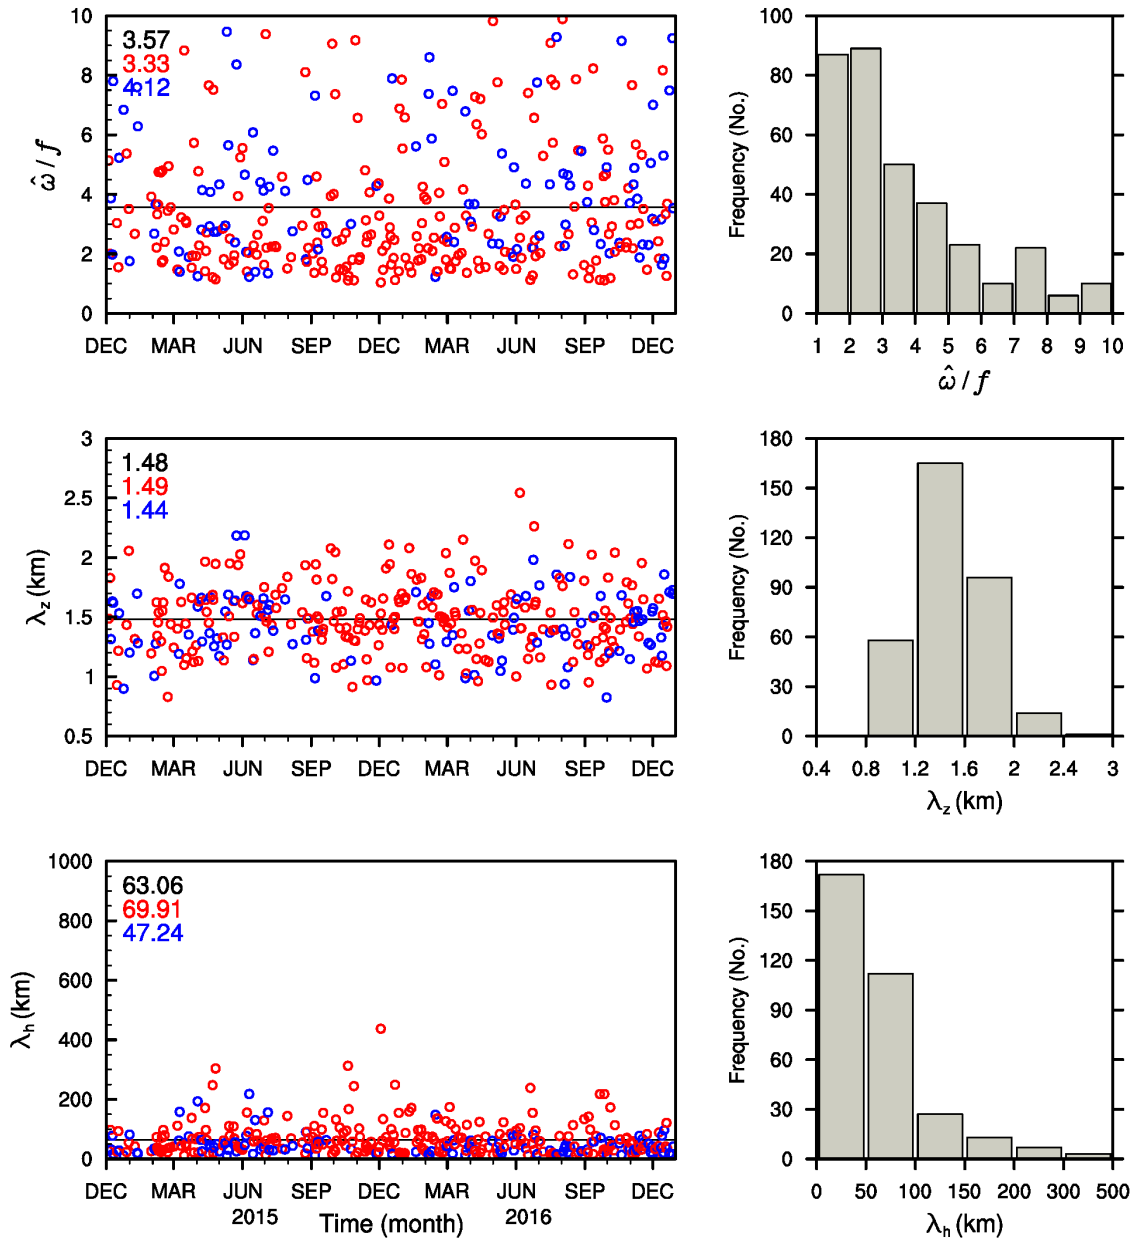 10
8
6
4
2
0
ω̂ / f
3.57
3.33
4.12
DEC MAR JUN SEP DEC MAR JUN SEP DEC
100
80
60
40
20
0
Frequency (No.)
1 2 3 4 5 6 7 8 9 10
ω̂ / f
3
2.5
2
1.5
1
0.5
λz (km)
1.48
1.49
1.44
DEC MAR JUN SEP DEC MAR JUN SEP DEC
180
150
120
90
60
30
0
Frequency (No.)
0.4 0.8 1.2 1.6 2 2.4 3
λz (km)
1000
800
600
400
200
0
λh (km)
63.06
69.91
47.24
DEC MAR JUN SEP DEC MAR JUN SEP DEC
2015 Time (month) 2016
180
150
120
90
60
30
0
Frequency (No.)
0 50 100 150 200 300 500
λh (km)